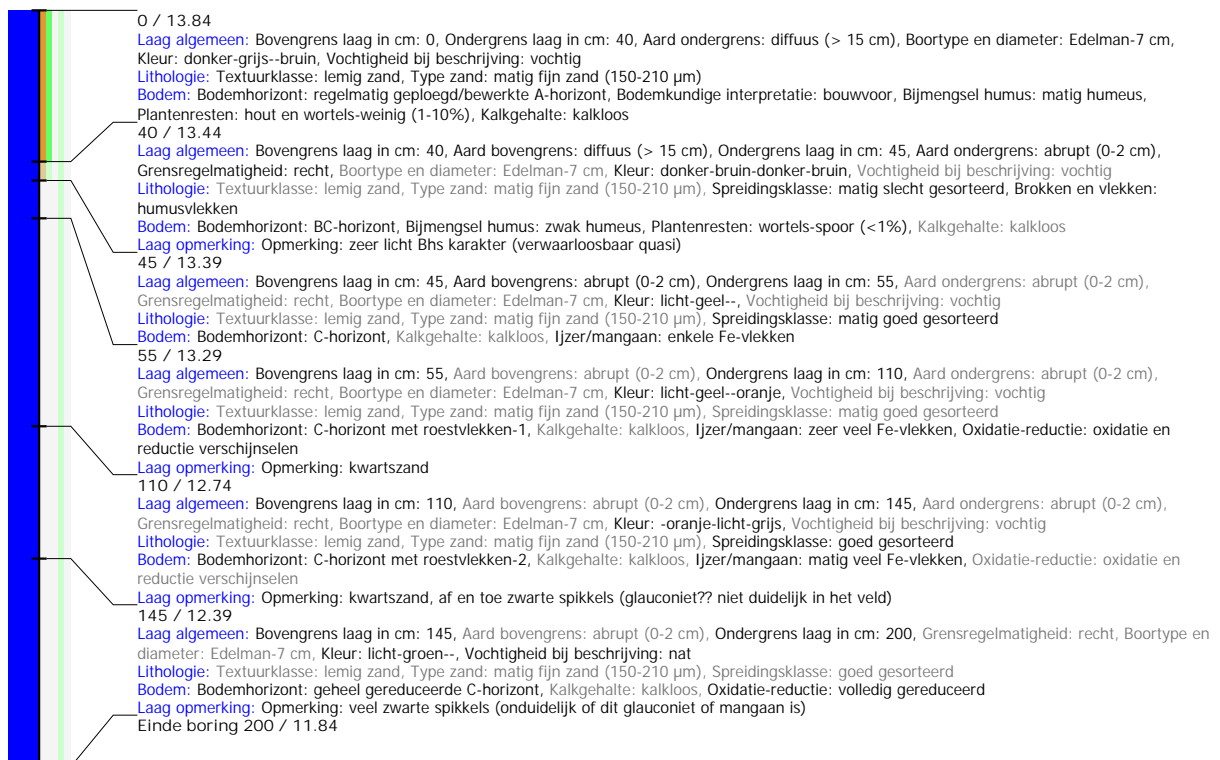 0 / 13.84
Laag algemeen: Bovengrens laag in cm: 0, Ondergrens laag in cm: 40, Aard ondergrens: diffuus (> 15 cm), Boortype en diameter: Edelman-7 cm,
Kleur: donker-grijs--bruin, Vochtigheid bij beschrijving: vochtig
Lithologie: Textuurklasse: lemig zand, Type zand: matig fijn zand (150-210 µm)
Bodem: Bodemhorizont: regelmatig geploegd/bewerkte A-horizont, Bodemkundige interpretatie: bouwvoor, Bijmengsel humus: matig humeus,
Plantenresten: hout en wortels-weinig (1-10%), Kalkgehalte: kalkloos
40 / 13.44
Laag algemeen: Bovengrens laag in cm: 40, Aard bovengrens: diffuus (> 15 cm), Ondergrens laag in cm: 45, Aard ondergrens: abrupt (0-2 cm),
Grensregelmatigheid: recht, Boortype en diameter: Edelman-7 cm, Kleur: donker-bruin-donker-bruin, Vochtigheid bij beschrijving: vochtig
Lithologie: Textuurklasse: lemig zand, Type zand: matig fijn zand (150-210 µm), Spreidingsklasse: matig slecht gesorteerd, Brokken en vlekken:
humusvlekken
Bodem: Bodemhorizont: BC-horizont, Bijmengsel humus: zwak humeus, Plantenresten: wortels-spoor (<1%), Kalkgehalte: kalkloos
Laag opmerking: Opmerking: zeer licht Bhs karakter (verwaarloosbaar quasi)
45 / 13.39
Laag algemeen: Bovengrens laag in cm: 45, Aard bovengrens: abrupt (0-2 cm), Ondergrens laag in cm: 55, Aard ondergrens: abrupt (0-2 cm),
Grensregelmatigheid: recht, Boortype en diameter: Edelman-7 cm, Kleur: licht-geel--, Vochtigheid bij beschrijving: vochtig
Lithologie: Textuurklasse: lemig zand, Type zand: matig fijn zand (150-210 µm), Spreidingsklasse: matig goed gesorteerd
Bodem: Bodemhorizont: C-horizont, Kalkgehalte: kalkloos, Ijzer/mangaan: enkele Fe-vlekken
55 / 13.29
Laag algemeen: Bovengrens laag in cm: 55, Aard bovengrens: abrupt (0-2 cm), Ondergrens laag in cm: 110, Aard ondergrens: abrupt (0-2 cm),
Grensregelmatigheid: recht, Boortype en diameter: Edelman-7 cm, Kleur: licht-geel--oranje, Vochtigheid bij beschrijving: vochtig
Lithologie: Textuurklasse: lemig zand, Type zand: matig fijn zand (150-210 µm), Spreidingsklasse: matig goed gesorteerd
Bodem: Bodemhorizont: C-horizont met roestvlekken-1, Kalkgehalte: kalkloos, Ijzer/mangaan: zeer veel Fe-vlekken, Oxidatie-reductie: oxidatie en
reductie verschijnselen
Laag opmerking: Opmerking: kwartszand
110 / 12.74
Laag algemeen: Bovengrens laag in cm: 110, Aard bovengrens: abrupt (0-2 cm), Ondergrens laag in cm: 145, Aard ondergrens: abrupt (0-2 cm),
Grensregelmatigheid: recht, Boortype en diameter: Edelman-7 cm, Kleur: -oranje-licht-grijs, Vochtigheid bij beschrijving: vochtig
Lithologie: Textuurklasse: lemig zand, Type zand: matig fijn zand (150-210 µm), Spreidingsklasse: goed gesorteerd
Bodem: Bodemhorizont: C-horizont met roestvlekken-2, Kalkgehalte: kalkloos, Ijzer/mangaan: matig veel Fe-vlekken, Oxidatie-reductie: oxidatie en
reductie verschijnselen
Laag opmerking: Opmerking: kwartszand, af en toe zwarte spikkels (glauconiet?? niet duidelijk in het veld)
145 / 12.39
Laag algemeen: Bovengrens laag in cm: 145, Aard bovengrens: abrupt (0-2 cm), Ondergrens laag in cm: 200, Grensregelmatigheid: recht, Boortype en
diameter: Edelman-7 cm, Kleur: licht-groen--, Vochtigheid bij beschrijving: nat
Lithologie: Textuurklasse: lemig zand, Type zand: matig fijn zand (150-210 µm), Spreidingsklasse: goed gesorteerd
Bodem: Bodemhorizont: geheel gereduceerde C-horizont, Kalkgehalte: kalkloos, Oxidatie-reductie: volledig gereduceerd
Laag opmerking: Opmerking: veel zwarte spikkels (onduidelijk of dit glauconiet of mangaan is)
Einde boring 200 / 11.84